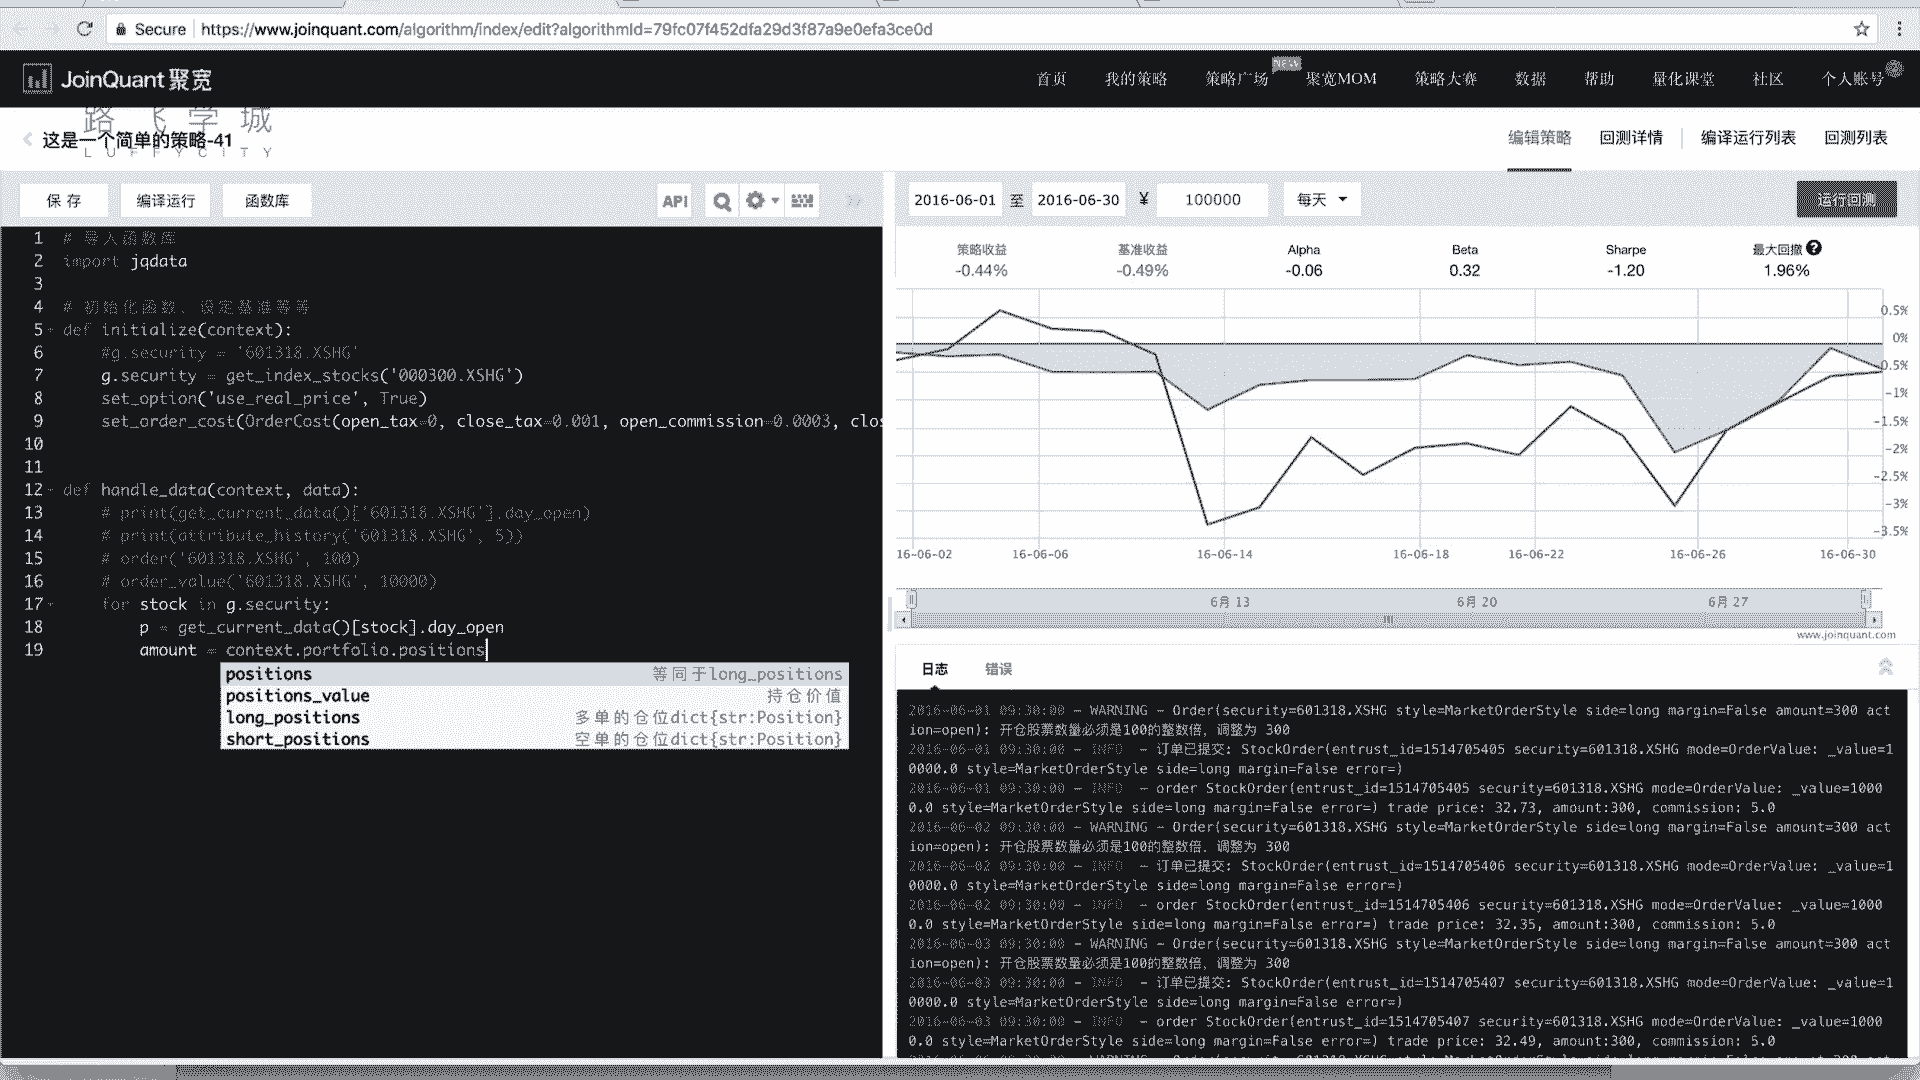 Secure https://www.joinquant.com/algorithm/index/edit?algorithmId=79fc07f452dfa29d3f87a9e0efa3ce0d
JoinQuant 聚宽
首页 我的策略 策略广场 NEW 聚宽MOM 策略大赛 数据 帮助 量化课堂 社区 个人账号
路飞学城
LUFFYCITY
这是一个简单的策略-41
编辑策略 回测详情 编译运行列表 回测列表
保存 编译运行 函数库 API
2016-06-01 至 2016-06-30 ¥ 100000 每天 运行回测
1 # 导入函数库
2 import jqdata
3
4 # 初始化函数，设定基准等等
5 def initialize(context):
6 #g.security = '601318.XSHG'
7 g.security = get_index_stocks('000300.XSHG')
8 set_option('use_real_price', True)
9 set_order_cost(OrderCost(open_tax=0, close_tax=0.001, open_commission=0.0003, clos
10
11
12 def handle_data(context, data):
13 # print(get_current_data()['601318.XSHG'].day_open)
14 # print(attribute_history('601318.XSHG', 5))
15 # order('601318.XSHG', 100)
16 # order_value('601318.XSHG', 10000)
17 for stock in g.security:
18 p = get_current_data()[stock].day_open
19 amount = context.portfolio.positions
positions 等同于long_positions
positions_value 持仓价值
long_positions 多单的仓位dict{str:Position}
short_positions 空单的仓位dict{str:Position}
策略收益 基准收益 Alpha Beta Sharpe 最大回撤 ?
-0.44% -0.49% -0.06 0.32 -1.20 1.96%
0.5%
0%
-0.5%
-1%
-1.5%
-2%
-2.5%
-3%
-3.5%
16-06-02 16-06-06 16-06-14 16-06-18 16-06-22 16-06-26 16-06-30
6月 13 6月 20 6月 27
www.joinquant.com
日志 错误
2016-06-01 09:30:00 - WARNING - Order(security=601318.XSHG style=MarketOrderStyle side=long margin=False amount=300 act
ion=open): 开仓股票数量必须是100的整数倍，调整为 300
2016-06-01 09:30:00 - INFO - 订单已提交: StockOrder(entrust_id=1514705405 security=601318.XSHG mode=OrderValue: _value=1
0000.0 style=MarketOrderStyle side=long margin=False error=)
2016-06-01 09:30:00 - INFO - order StockOrder(entrust_id=1514705405 security=601318.XSHG mode=OrderValue: _value=1000
0.0 style=MarketOrderStyle side=long margin=False error=) trade price: 32.73, amount:300, commission: 5.0
2016-06-02 09:30:00 - WARNING - Order(security=601318.XSHG style=MarketOrderStyle side=long margin=False amount=300 act
ion=open): 开仓股票数量必须是100的整数倍，调整为 300
2016-06-02 09:30:00 - INFO - 订单已提交: StockOrder(entrust_id=1514705406 security=601318.XSHG mode=OrderValue: _value=1
0000.0 style=MarketOrderStyle side=long margin=False error=)
2016-06-02 09:30:00 - INFO - order StockOrder(entrust_id=1514705406 security=601318.XSHG mode=OrderValue: _value=1000
0.0 style=MarketOrderStyle side=long margin=False error=) trade price: 32.35, amount:300, commission: 5.0
2016-06-03 09:30:00 - WARNING - Order(security=601318.XSHG style=MarketOrderStyle side=long margin=False amount=300 act
ion=open): 开仓股票数量必须是100的整数倍，调整为 300
2016-06-03 09:30:00 - INFO - 订单已提交: StockOrder(entrust_id=1514705407 security=601318.XSHG mode=OrderValue: _value=1
0000.0 style=MarketOrderStyle side=long margin=False error=)
2016-06-03 09:30:00 - INFO - order StockOrder(entrust_id=1514705407 security=601318.XSHG mode=OrderValue: _value=1000
0.0 style=MarketOrderStyle side=long margin=False error=) trade price: 32.49, amount:300, commission: 5.0